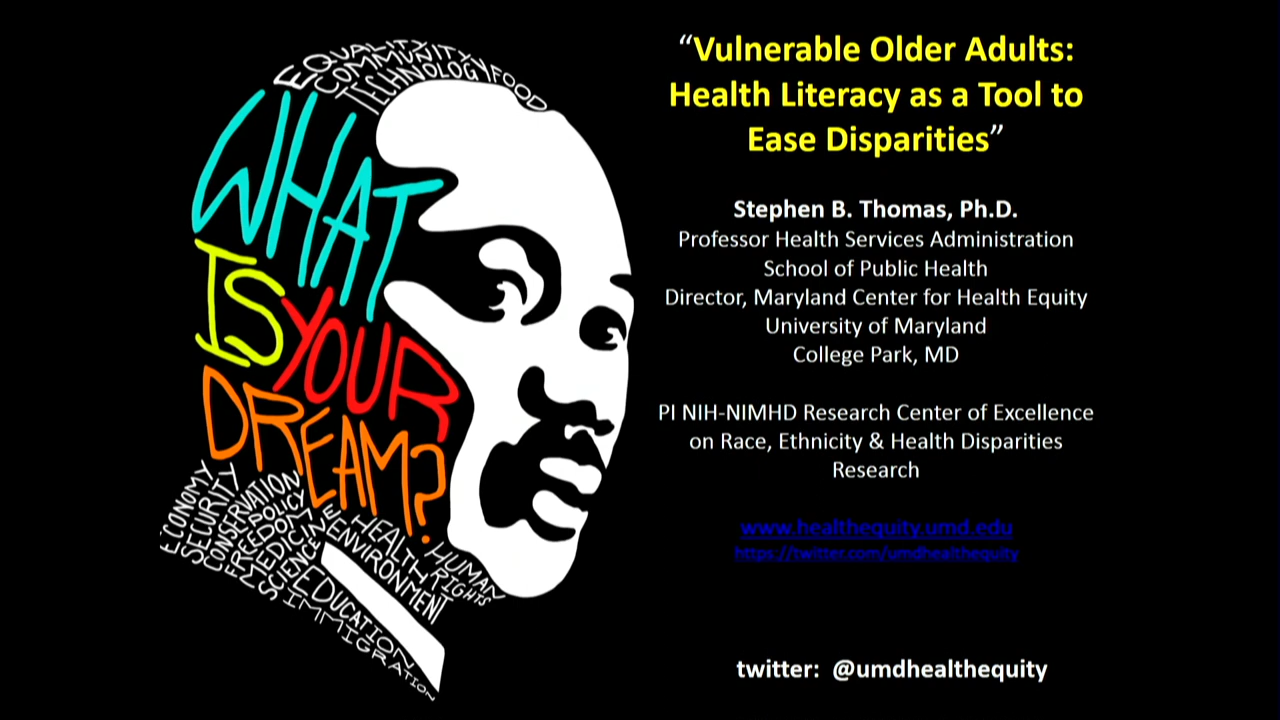 EQUALITY
COMMUNITY
TECHNOLOGY FOOD
WHAT
IS YOUR
DREAM?
ECONOMY
SECURITY
CONSERVATION
POLICY
FREEDOM
MEDICINE
SCIENCE
HEALTH
ENVIRONMENT
HUMAN
RIGHTS
EDUCATION
IMMIGRATION
“Vulnerable Older Adults:
Health Literacy as a Tool to
Ease Disparities”
Stephen B. Thomas, Ph.D.
Professor Health Services Administration
School of Public Health
Director, Maryland Center for Health Equity
University of Maryland
College Park, MD
PI NIH-NIMHD Research Center of Excellence
on Race, Ethnicity & Health Disparities
Research
www.healthequity.umd.edu
https://twitter.com/umdhealthequity
twitter: @umdhealthequity